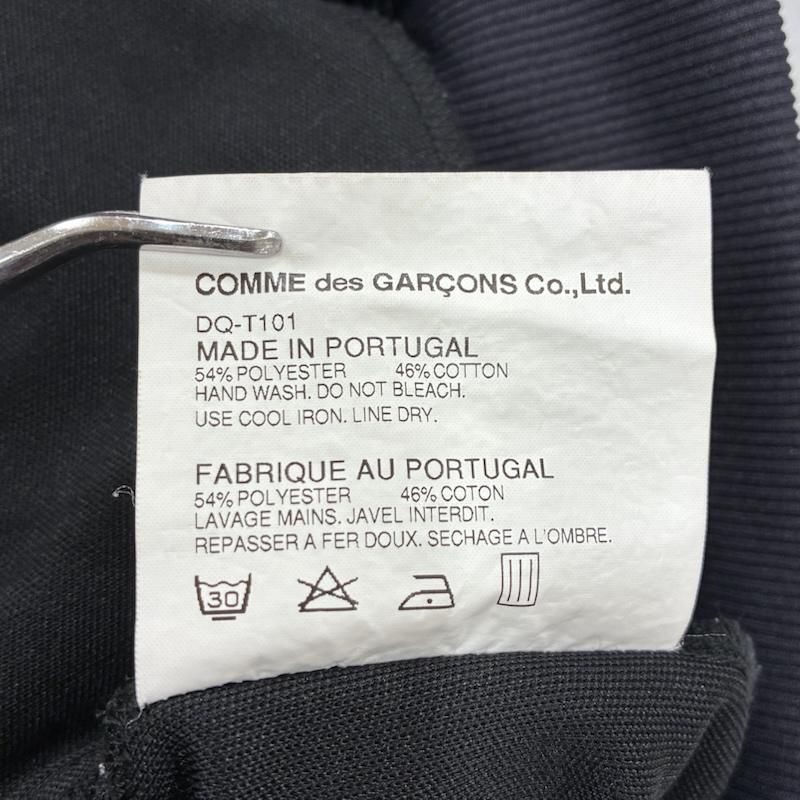 COMME des GARÇONS Co.,Ltd.
DQ-T101
MADE IN PORTUGAL
54% POLYESTER 46% COTTON
HAND WASH. DO NOT BLEACH.
USE COOL IRON. LINE DRY.
FABRIQUE AU PORTUGAL
54% POLYESTER 46% COTON
LAVAGE MAINS. JAVEL INTERDIT.
REPASSER A FER DOUX. SECHAGE A L'OMBRE.
30